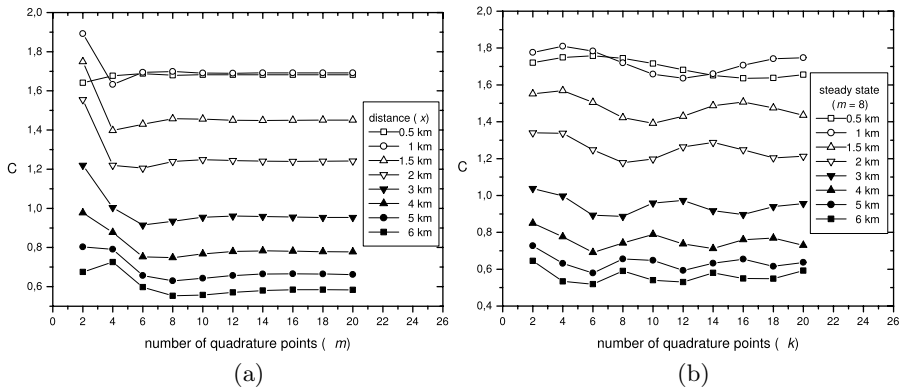 2,0
1,8
1,6
1,4
1,2
1,0
0,8
0,6
C
0 2 4 6 8 10 12 14 16 18 20 22 24 26
number of quadrature points ( m)
distance ( x)
0.5 km
1 km
1.5 km
2 km
3 km
4 km
5 km
6 km
(a)
2,0
1,8
1,6
1,4
1,2
1,0
0,8
0,6
0,4
C
0 2 4 6 8 10 12 14 16 18 20 22 24 26
number of quadrature points ( k)
steady state
(m = 8)
0.5 km
1 km
1.5 km
2 km
3 km
4 km
5 km
6 km
(b)